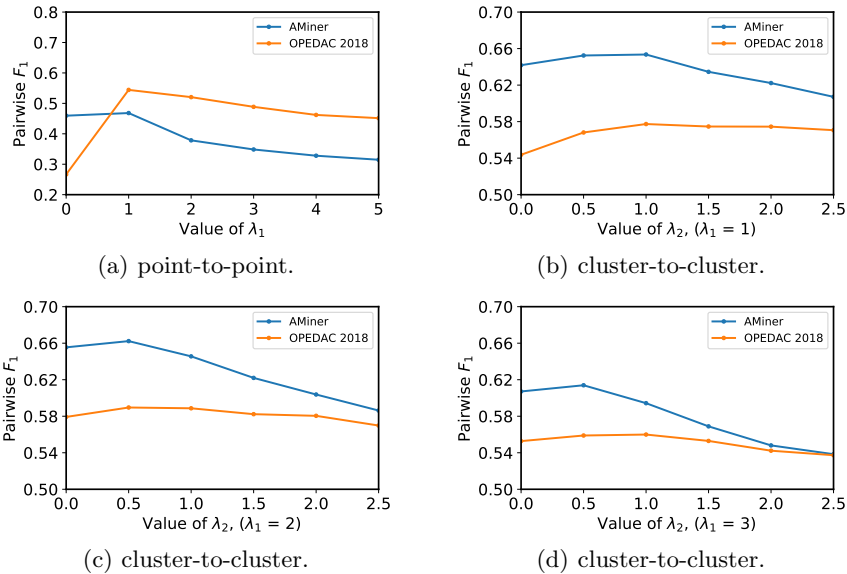 0.8
0.7
0.6
0.5
0.4
0.3
0.2
Pairwise F₁
AMiner
OPEDAC 2018
0 1 2 3 4 5
Value of λ₁
(a) point-to-point.
0.70
0.66
0.62
0.58
0.54
0.50
Pairwise F₁
AMiner
OPEDAC 2018
0.0 0.5 1.0 1.5 2.0 2.5
Value of λ₂, (λ₁ = 1)
(b) cluster-to-cluster.
0.70
0.66
0.62
0.58
0.54
0.50
Pairwise F₁
AMiner
OPEDAC 2018
0.0 0.5 1.0 1.5 2.0 2.5
Value of λ₂, (λ₁ = 2)
(c) cluster-to-cluster.
0.70
0.66
0.62
0.58
0.54
0.50
Pairwise F₁
AMiner
OPEDAC 2018
0.0 0.5 1.0 1.5 2.0 2.5
Value of λ₂, (λ₁ = 3)
(d) cluster-to-cluster.